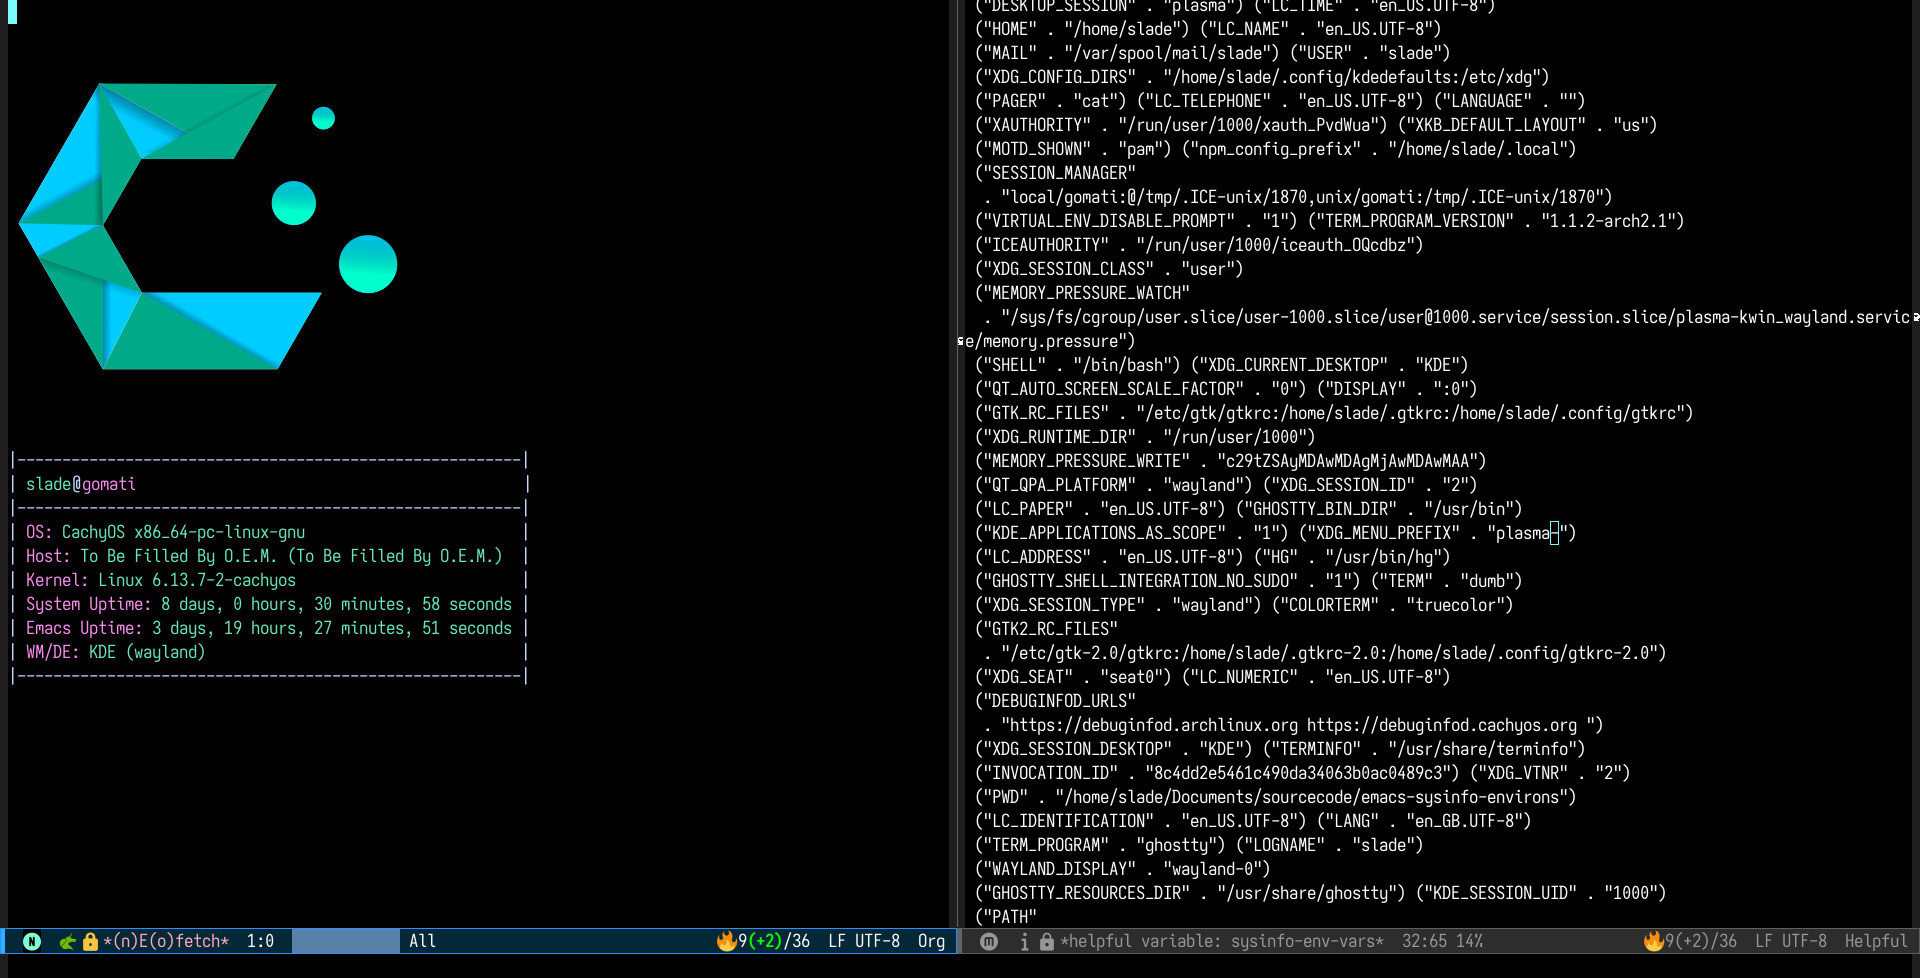 |--------------------------------------------------------|
| slade@gomati |
|--------------------------------------------------------|
| OS: CachyOS x86_64-pc-linux-gnu |
| Host: To Be Filled By O.E.M. (To Be Filled By O.E.M.) |
| Kernel: Linux 6.13.7-2-cachyos |
| System Uptime: 8 days, 0 hours, 30 minutes, 58 seconds |
| Emacs Uptime: 3 days, 19 hours, 27 minutes, 51 seconds |
| WM/DE: KDE (wayland) |
|--------------------------------------------------------|
N *(n)E(o)fetch* 1:0 All 9(+2)/36 LF UTF-8 Org
("DESKTOP_SESSION" . "plasma") ("LC_TIME" . "en_US.UTF-8")
("HOME" . "/home/slade") ("LC_NAME" . "en_US.UTF-8")
("MAIL" . "/var/spool/mail/slade") ("USER" . "slade")
("XDG_CONFIG_DIRS" . "/home/slade/.config/kdedefaults:/etc/xdg")
("PAGER" . "cat") ("LC_TELEPHONE" . "en_US.UTF-8") ("LANGUAGE" . "")
("XAUTHORITY" . "/run/user/1000/xauth_PvdWua") ("XKB_DEFAULT_LAYOUT" . "us")
("MOTD_SHOWN" . "pam") ("npm_config_prefix" . "/home/slade/.local")
("SESSION_MANAGER"
. "local/gomati:@/tmp/.ICE-unix/1870,unix/gomati:/tmp/.ICE-unix/1870")
("VIRTUAL_ENV_DISABLE_PROMPT" . "1") ("TERM_PROGRAM_VERSION" . "1.1.2-arch2.1")
("ICEAUTHORITY" . "/run/user/1000/iceauth_OQcdbz")
("XDG_SESSION_CLASS" . "user")
("MEMORY_PRESSURE_WATCH"
. "/sys/fs/cgroup/user.slice/user-1000.slice/user@1000.service/session.slice/plasma-kwin_wayland.servic
e/memory.pressure")
("SHELL" . "/bin/bash") ("XDG_CURRENT_DESKTOP" . "KDE")
("QT_AUTO_SCREEN_SCALE_FACTOR" . "0") ("DISPLAY" . ":0")
("GTK_RC_FILES" . "/etc/gtk/gtkrc:/home/slade/.gtkrc:/home/slade/.config/gtkrc")
("XDG_RUNTIME_DIR" . "/run/user/1000")
("MEMORY_PRESSURE_WRITE" . "c29tZSAyMDAwMDAgMjAwMDAwMAA")
("QT_QPA_PLATFORM" . "wayland") ("XDG_SESSION_ID" . "2")
("LC_PAPER" . "en_US.UTF-8") ("GHOSTTY_BIN_DIR" . "/usr/bin")
("KDE_APPLICATIONS_AS_SCOPE" . "1") ("XDG_MENU_PREFIX" . "plasma-")
("LC_ADDRESS" . "en_US.UTF-8") ("HG" . "/usr/bin/hg")
("GHOSTTY_SHELL_INTEGRATION_NO_SUDO" . "1") ("TERM" . "dumb")
("XDG_SESSION_TYPE" . "wayland") ("COLORTERM" . "truecolor")
("GTK2_RC_FILES"
. "/etc/gtk-2.0/gtkrc:/home/slade/.gtkrc-2.0:/home/slade/.config/gtkrc-2.0")
("XDG_SEAT" . "seat0") ("LC_NUMERIC" . "en_US.UTF-8")
("DEBUGINFOD_URLS"
. "https://debuginfod.archlinux.org https://debuginfod.cachyos.org ")
("XDG_SESSION_DESKTOP" . "KDE") ("TERMINFO" . "/usr/share/terminfo")
("INVOCATION_ID" . "8c4dd2e5461c490da34063b0ac0489c3") ("XDG_VTNR" . "2")
("PWD" . "/home/slade/Documents/sourcecode/emacs-sysinfo-environs")
("LC_IDENTIFICATION" . "en_US.UTF-8") ("LANG" . "en_GB.UTF-8")
("TERM_PROGRAM" . "ghostty") ("LOGNAME" . "slade")
("WAYLAND_DISPLAY" . "wayland-0")
("GHOSTTY_RESOURCES_DIR" . "/usr/share/ghostty") ("KDE_SESSION_UID" . "1000")
("PATH"
m i *helpful variable: sysinfo-env-vars* 32:65 14% 9(+2)/36 LF UTF-8 Helpful